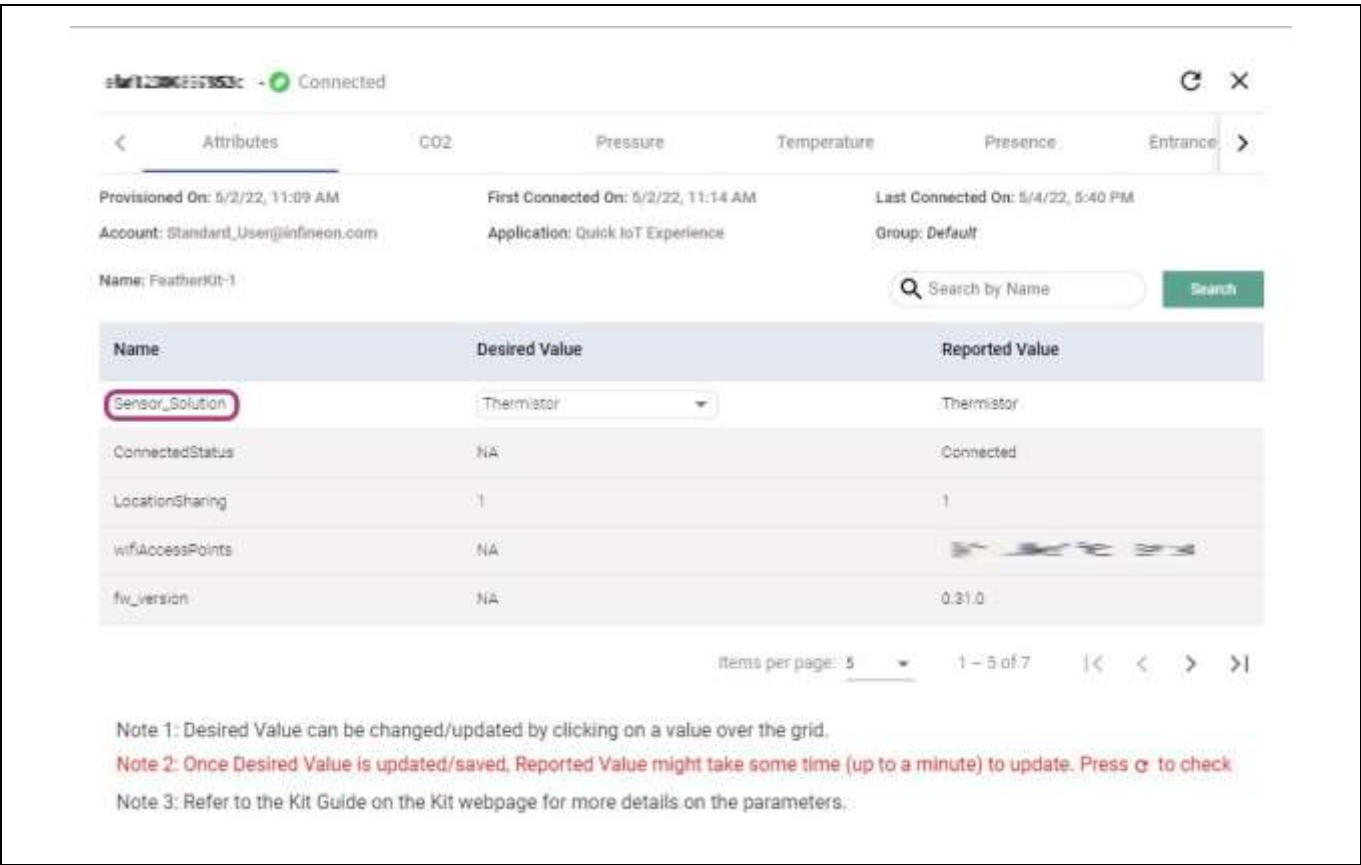 - Connected
Attributes CO2 Pressure Temperature Presence Entrance
Provisioned On: 5/2/22, 11:09 AM First Connected On: 5/2/22, 11:14 AM Last Connected On: 5/4/22, 5:40 PM
Account: Standard_User@infineon.com Application: Quick IoT Experience Group: Default
Name: FeatherKit-1 Search by Name Search
Name Desired Value Reported Value
Sensor_Solution Thermistor Thermistor
ConnectedStatus NA Connected
LocationSharing 1 1
wifiAccessPoints NA
fw_version NA 0.31.0
Items per page: 5 1 – 5 of 7
Note 1: Desired Value can be changed/updated by clicking on a value over the grid.
Note 2: Once Desired Value is updated/saved, Reported Value might take some time (up to a minute) to update. Press to check
Note 3: Refer to the Kit Guide on the Kit webpage for more details on the parameters.